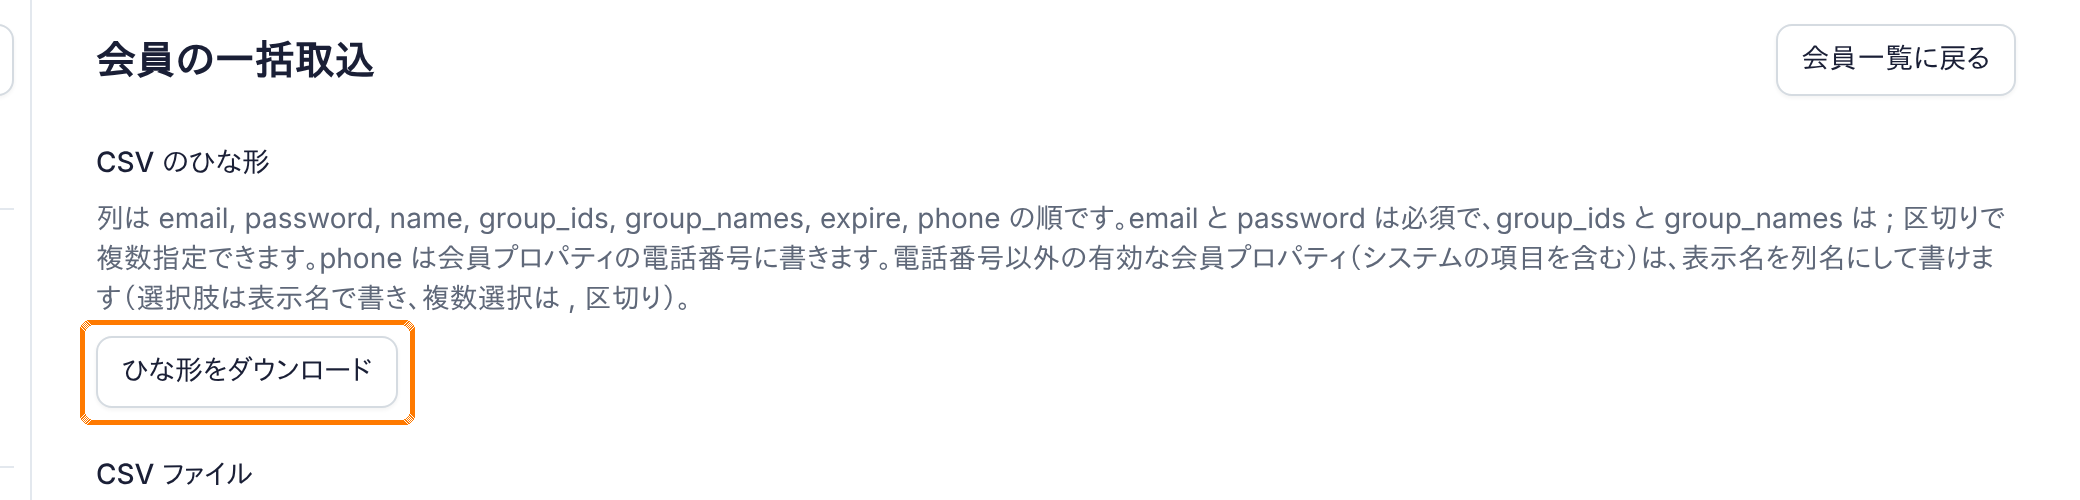 会員の一括取込
会員一覧に戻る
CSV のひな形
列は email, password, name, group_ids, group_names, expire, phone の順です。email と password は必須で、group_ids と group_names は ; 区切りで
複数指定できます。phone は会員プロパティの電話番号に書きます。電話番号以外の有効な会員プロパティ（システムの項目を含む）は、表示名を列名にして書けま
す（選択肢は表示名で書き、複数選択は , 区切り）。
ひな形をダウンロード
CSV ファイル